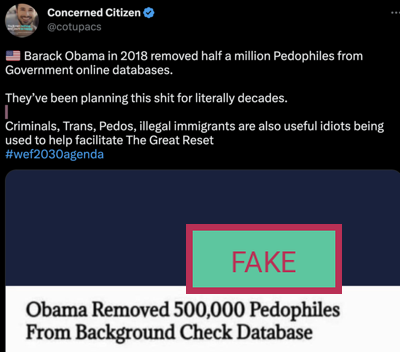 Concerned Citizen
@cotupacs
Barack Obama in 2018 removed half a million Pedophiles from
Government online databases.
They've been planning this shit for literally decades.
Criminals, Trans, Pedos, illegal immigrants are also useful idiots being
used to help facilitate The Great Reset
#wef2030agenda
FAKE
Obama Removed 500,000 Pedophiles
From Background Check Database